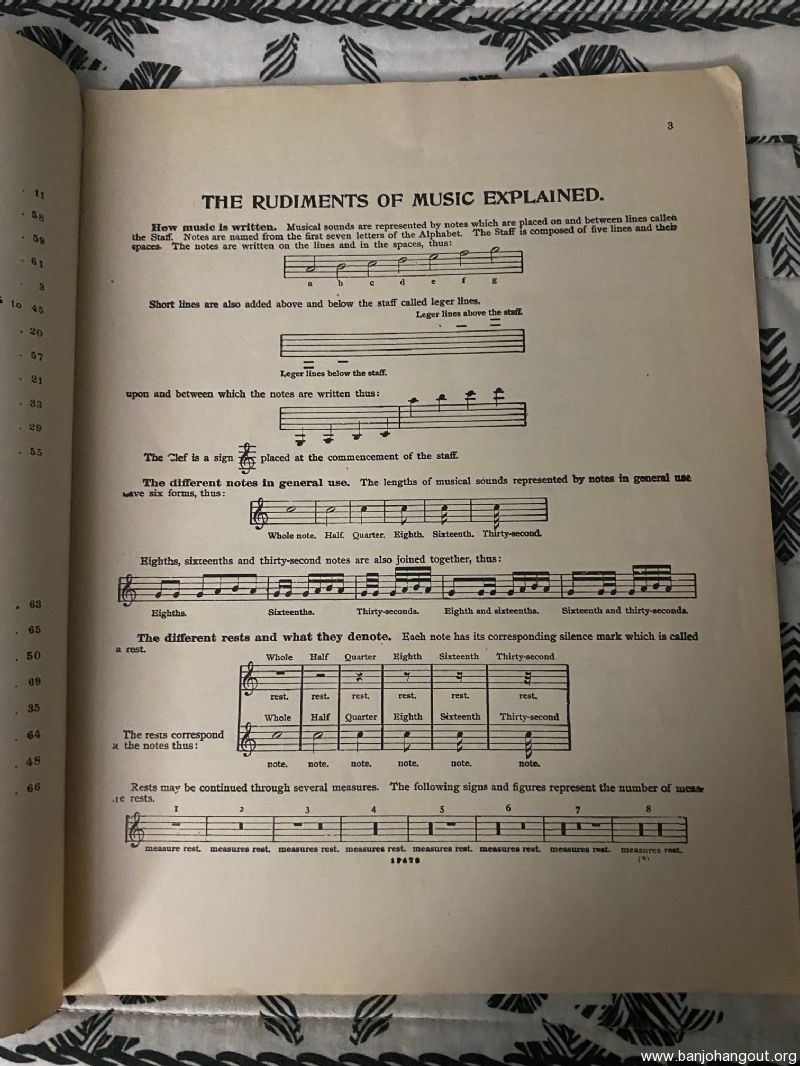 11
58
59
61
3
to 45
20
57
21
33
29
55
63
65
50
69
35
64
48
66
3
THE RUDIMENTS OF MUSIC EXPLAINED.
How music is written. Musical sounds are represented by notes which are placed on and between lines called
the Staff. Notes are named from the first seven letters of the Alphabet. The Staff is composed of five lines and their
spaces. The notes are written on the lines and in the spaces, thus:
a b c d e f g
Short lines are also added above and below the staff called leger lines.
Leger lines above the staff.
Leger lines below the staff.
upon and between which the notes are written thus:
The Clef is a sign placed at the commencement of the staff.
The different notes in general use. The lengths of musical sounds represented by notes in general use
have six forms, thus:
Whole note. Half. Quarter. Eighth. Sixteenth. Thirty-second.
Eighths, sixteenths and thirty-second notes are also joined together, thus:
Eighths. Sixteenths. Thirty-seconds. Eighth and sixteenths. Sixteenth and thirty-seconds.
The different rests and what they denote. Each note has its corresponding silence mark which is called
a rest.
Whole Half Quarter Eighth Sixteenth Thirty-second
rest. rest. rest. rest. rest. rest.
Whole Half Quarter Eighth Sixteenth Thirty-second
The rests correspond
to the notes thus:
note. note. note. note. note. note.
Rests may be continued through several measures. The following signs and figures represent the number of meas-
ure rests.
1 2 3 4 5 6 7 8
measure rest. measures rest. measures rest. measures rest. measures rest. measures rest. measures rest. measures rest.
19678
www.banjohangout.org